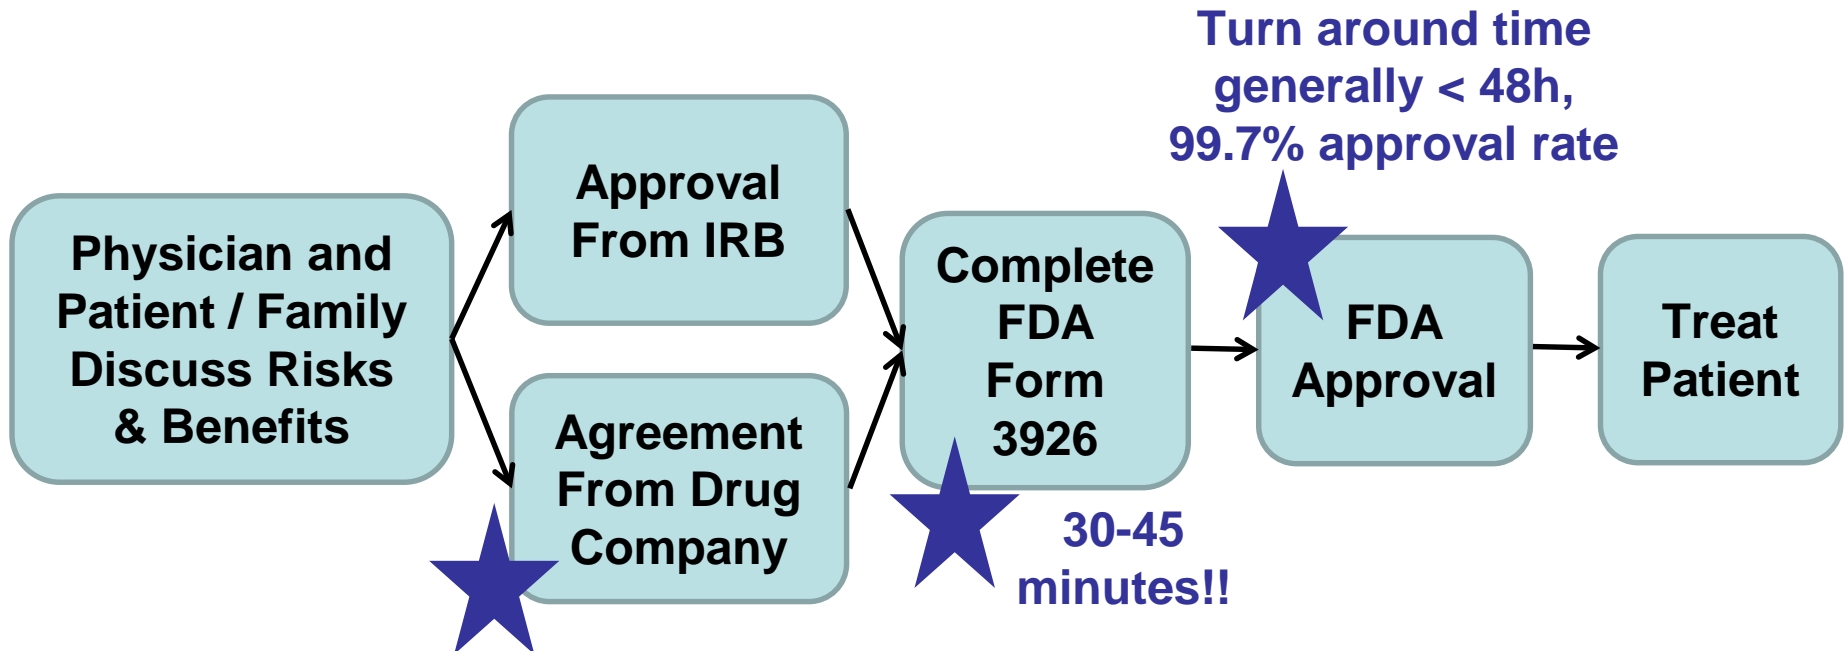 Turn around time
generally < 48h,
99.7% approval rate
Physician and
Patient / Family
Discuss Risks
& Benefits
Approval
From IRB
Agreement
From Drug
Company
Complete
FDA
Form
3926
30-45
minutes!!
FDA
Approval
Treat
Patient